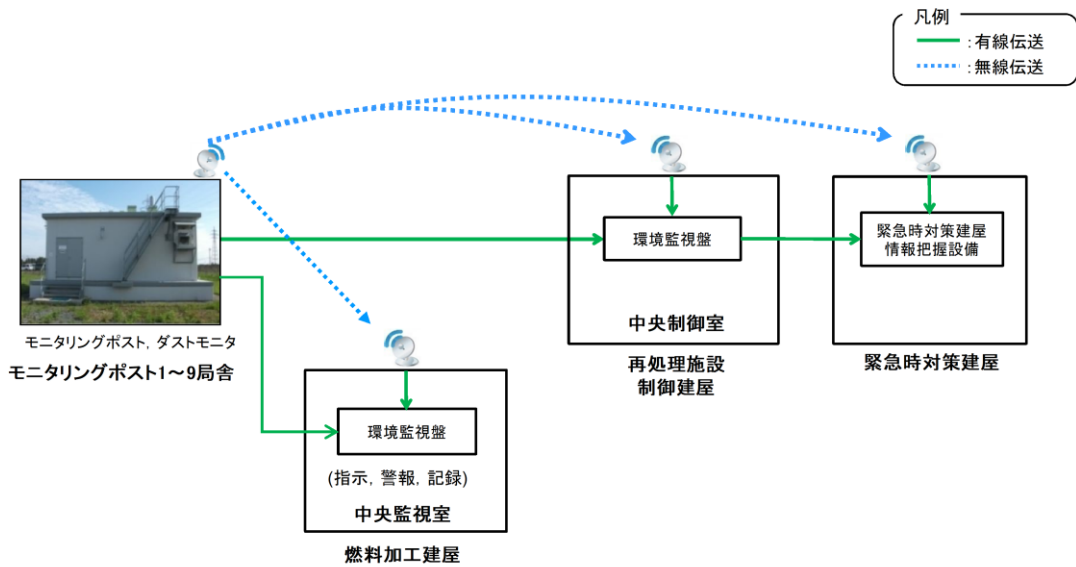 凡例
:有線伝送
:無線伝送
環境監視盤
緊急時対策建屋
情報把握設備
中央制御室
モニタリングポスト, ダストモニタ
モニタリングポスト1～9局舎
再処理施設
制御建屋
緊急時対策建屋
環境監視盤
(指示, 警報, 記録)
中央監視室
燃料加工建屋